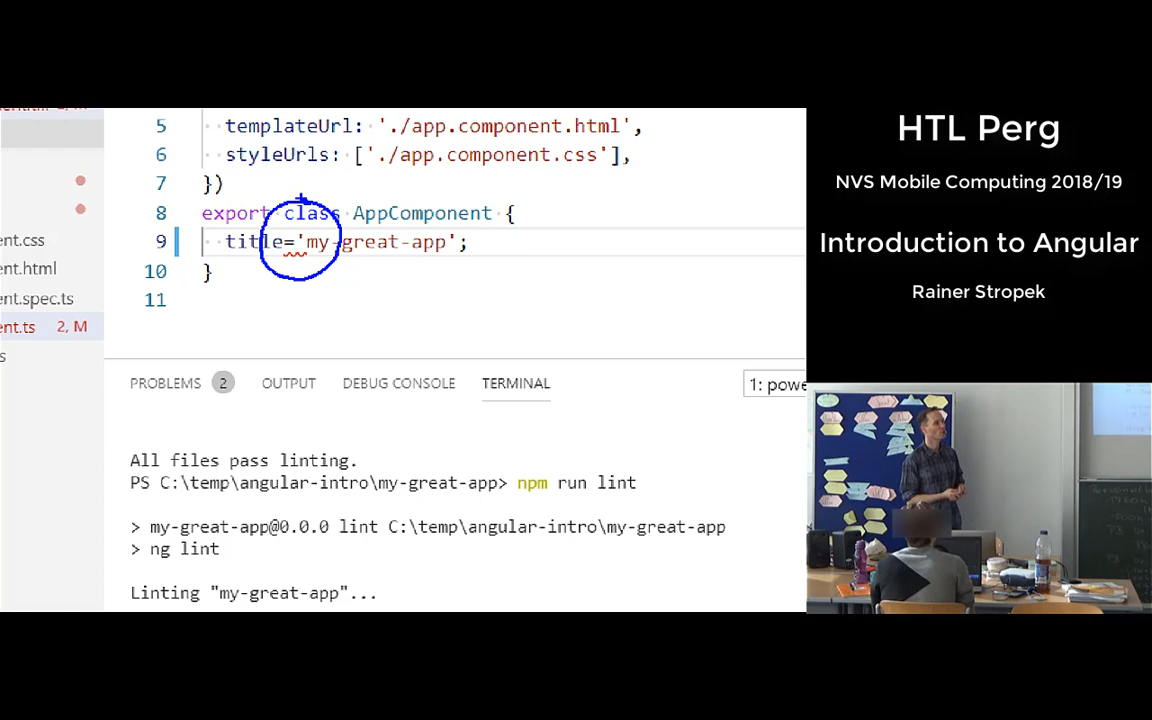 5 templateUrl: './app.component.html',
6 styleUrls: ['./app.component.css'],
7 })
8 export class AppComponent {
9 title='my-great-app';
10 }
11
ent.css
ent.html
ent.spec.ts
ent.ts 2, M
s
PROBLEMS 2 OUTPUT DEBUG CONSOLE TERMINAL 1: powe
All files pass linting.
PS C:\temp\angular-intro\my-great-app> npm run lint
> my-great-app@0.0.0 lint C:\temp\angular-intro\my-great-app
> ng lint
Linting "my-great-app"...
HTL Perg
NVS Mobile Computing 2018/19
Introduction to Angular
Rainer Stropek